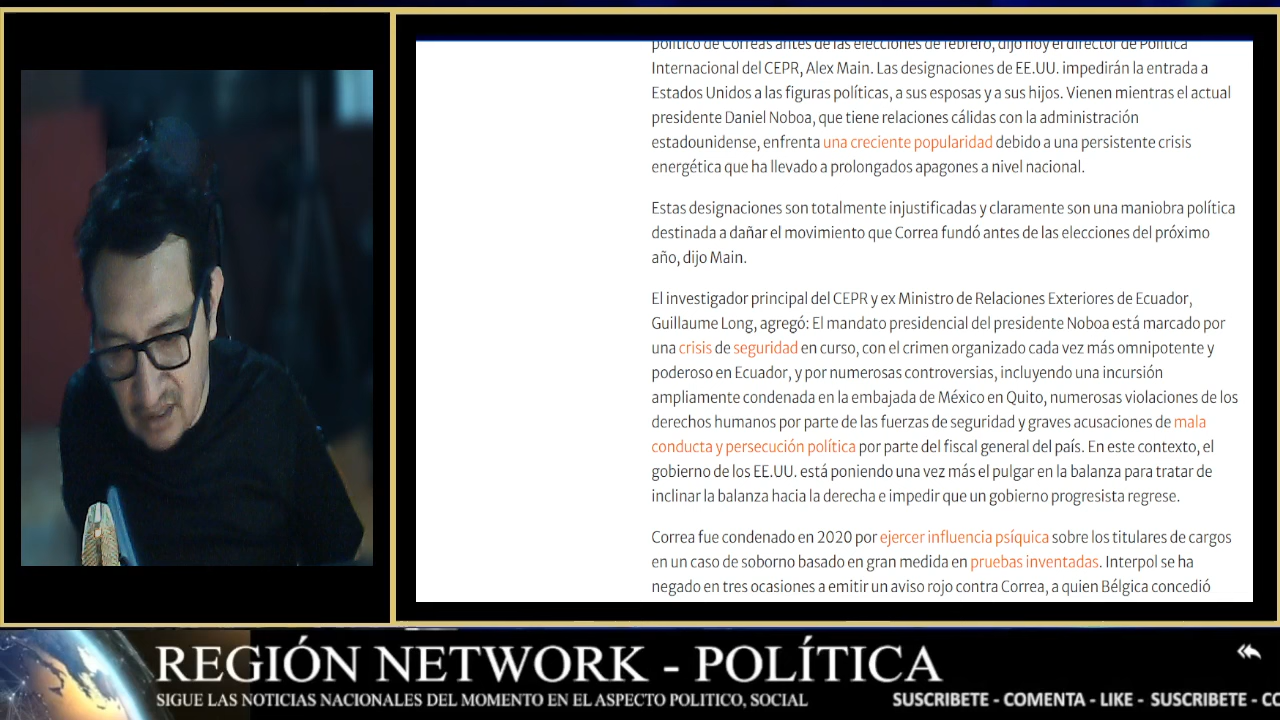 político de Correas antes de las elecciones de febrero, dijo hoy el director de Política
Internacional del CEPR, Alex Main. Las designaciones de EE.UU. impedirán la entrada a
Estados Unidos a las figuras políticas, a sus esposas y a sus hijos. Vienen mientras el actual
presidente Daniel Noboa, que tiene relaciones cálidas con la administración
estadounidense, enfrenta una creciente popularidad debido a una persistente crisis
energética que ha llevado a prolongados apagones a nivel nacional.
Estas designaciones son totalmente injustificadas y claramente son una maniobra política
destinada a dañar el movimiento que Correa fundó antes de las elecciones del próximo
año, dijo Main.
El investigador principal del CEPR y ex Ministro de Relaciones Exteriores de Ecuador,
Guillaume Long, agregó: El mandato presidencial del presidente Noboa está marcado por
una crisis de seguridad en curso, con el crimen organizado cada vez más omnipotente y
poderoso en Ecuador, y por numerosas controversias, incluyendo una incursión
ampliamente condenada en la embajada de México en Quito, numerosas violaciones de los
derechos humanos por parte de las fuerzas de seguridad y graves acusaciones de mala
conducta y persecución política por parte del fiscal general del país. En este contexto, el
gobierno de los EE.UU. está poniendo una vez más el pulgar en la balanza para tratar de
inclinar la balanza hacia la derecha e impedir que un gobierno progresista regrese.
Correa fue condenado en 2020 por ejercer influencia psíquica sobre los titulares de cargos
en un caso de soborno basado en gran medida en pruebas inventadas. Interpol se ha
negado en tres ocasiones a emitir un aviso rojo contra Correa, a quien Bélgica concedió
REGIÓN NETWORK - POLÍTICA
SIGUE LAS NOTICIAS NACIONALES DEL MOMENTO EN EL ASPECTO POLITICO, SOCIAL
SUSCRIBETE - COMENTA - LIKE - SUSCRIBETE - CO